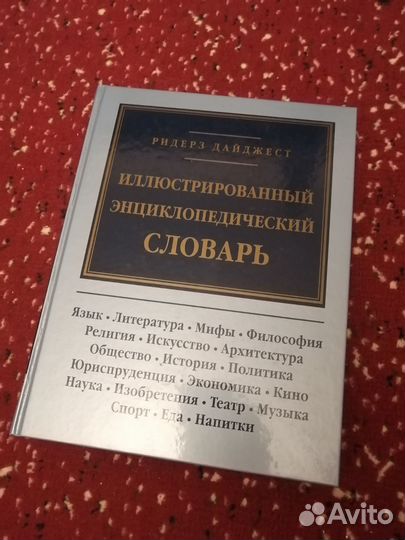 РИДЕРЗ ДАЙДЖЕСТ
ИЛЛЮСТРИРОВАННЫЙ
ЭНЦИКЛОПЕДИЧЕСКИЙ
СЛОВАРЬ
Язык • Литература • Мифы • Философия
Религия • Искусство • Архитектура
Общество • История • Политика
Юриспруденция • Экономика • Кино
Наука • Изобретения • Театр • Музыка
Спорт • Еда • Напитки
Avito